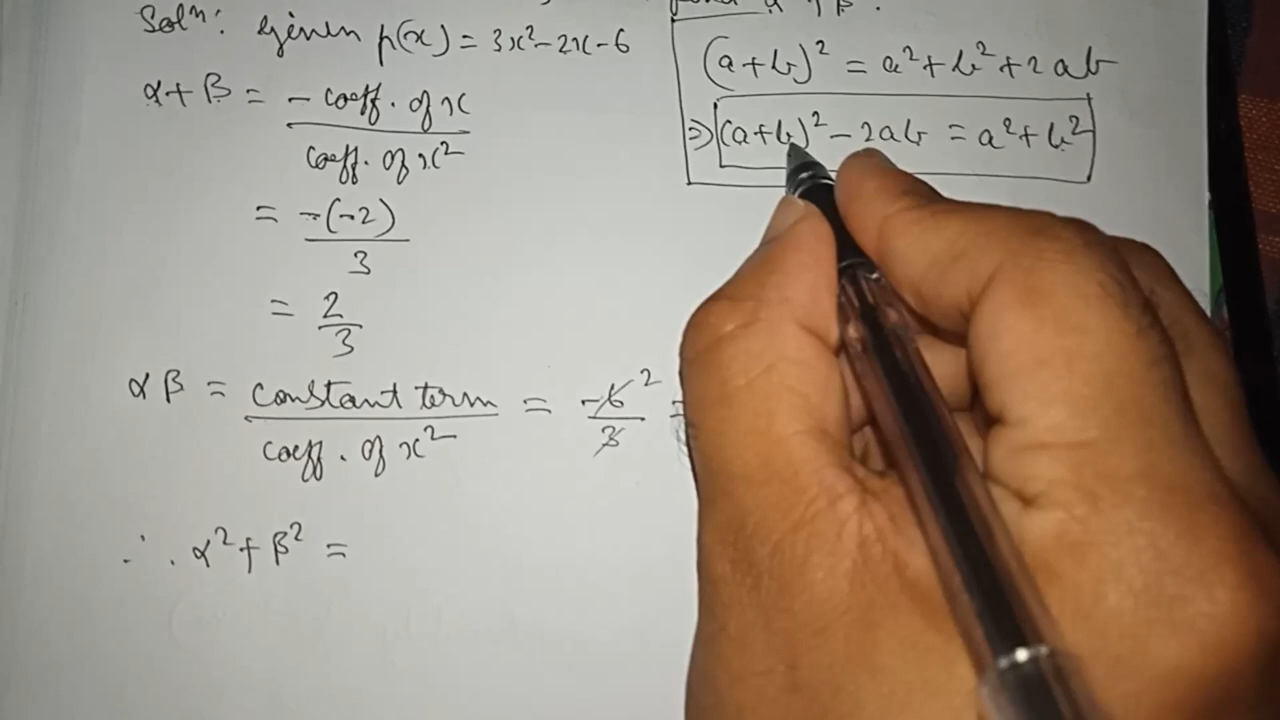 Solⁿ: Given p(x) = 3x² - 2x - 6
α + β = - coeff. of x / coeff. of x²
= -(-2) / 3
= 2 / 3
α β = constant term / coeff. of x² = -6 2 / 3 =
∴ α² + β² =
(a+b)² = a² + b² + 2ab
⇒ (a+b)² - 2ab = a² + b²